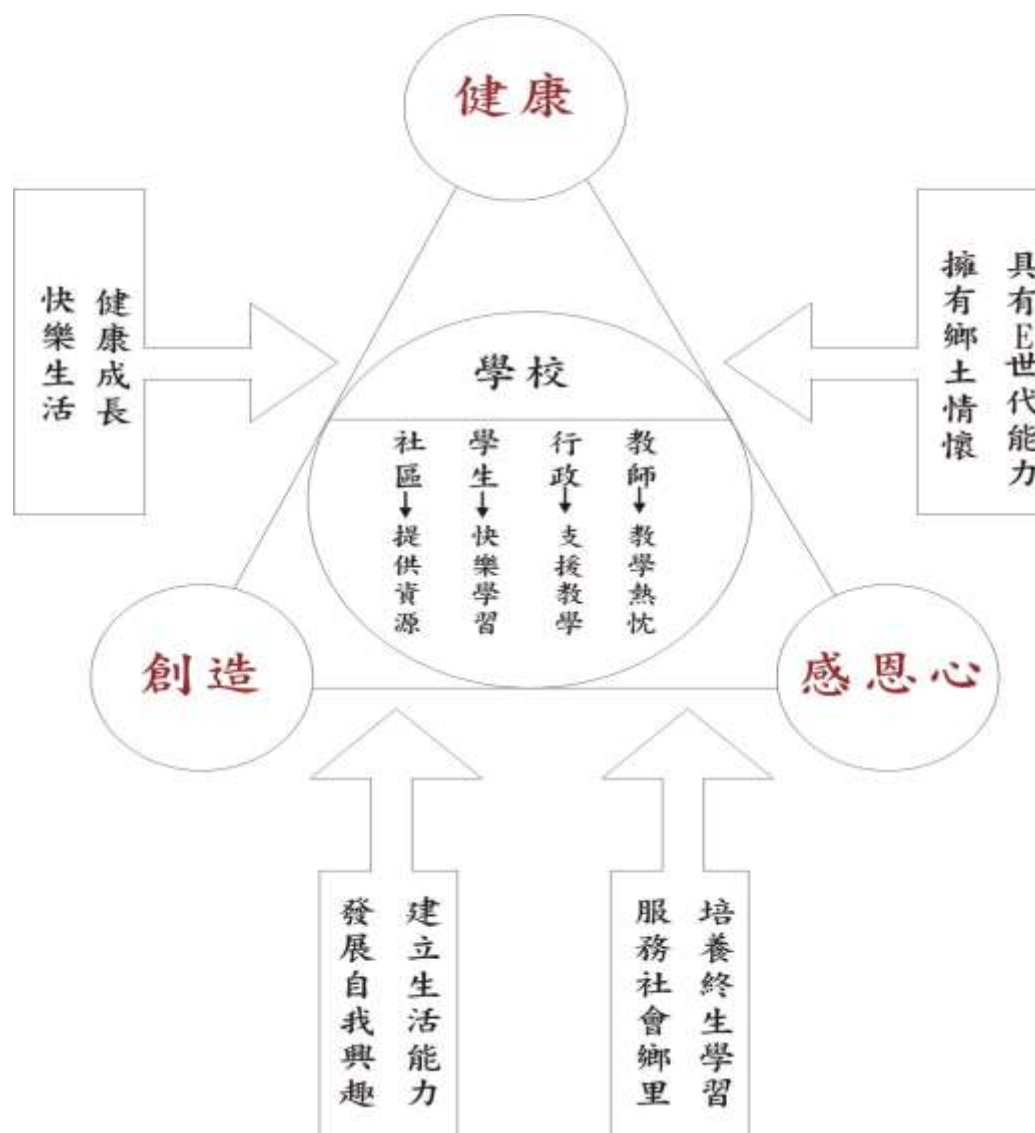 健康
健康成長
快樂生活
具有E世代能力
擁有鄉土情懷
學校
教師→教學熱忱
行政→支援教學
學生→快樂學習
社區→提供資源
創造
感恩心
建立生活能力
發展自我興趣
培養終生學習
服務社會鄉里